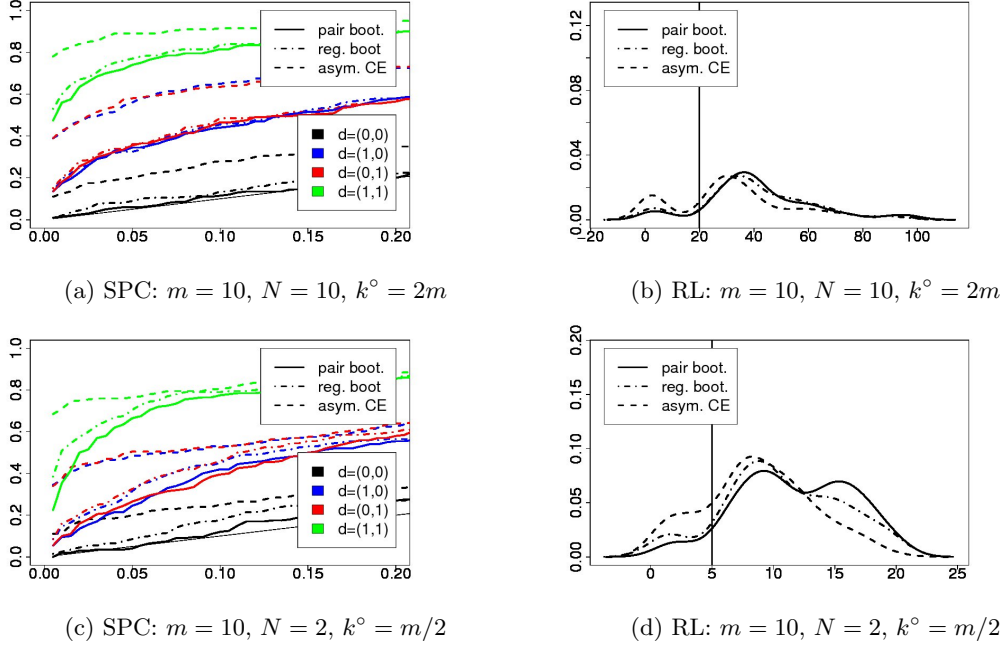 1.0
0.8
0.6
0.4
0.2
0.0
0.00 0.05 0.10 0.15 0.20
pair boot.
reg. boot.
asym. CE
d=(0,0)
d=(1,0)
d=(0,1)
d=(1,1)
(a) SPC: m = 10, N = 10, k° = 2m
0.12
0.08
0.04
0.00
−20 0 20 40 60 80 100
pair boot.
reg. boot.
asym. CE
(b) RL: m = 10, N = 10, k° = 2m
1.0
0.8
0.6
0.4
0.2
0.0
0.00 0.05 0.10 0.15 0.20
pair boot.
reg. boot.
asym. CE
d=(0,0)
d=(1,0)
d=(0,1)
d=(1,1)
(c) SPC: m = 10, N = 2, k° = m/2
0.20
0.15
0.10
0.05
0.00
0 5 10 15 20 25
pair boot.
reg. boot.
asym. CE
(d) RL: m = 10, N = 2, k° = m/2